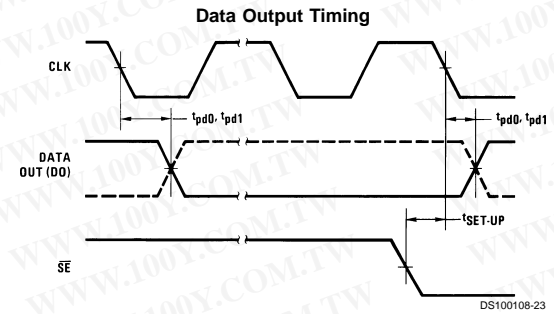 Data Output Timing
CLK
tpd0, tpd1
tpd0, tpd1
DATA
OUT (DO)
tSET-UP
SE
DS100108-23
WWW.100Y.COM.TW